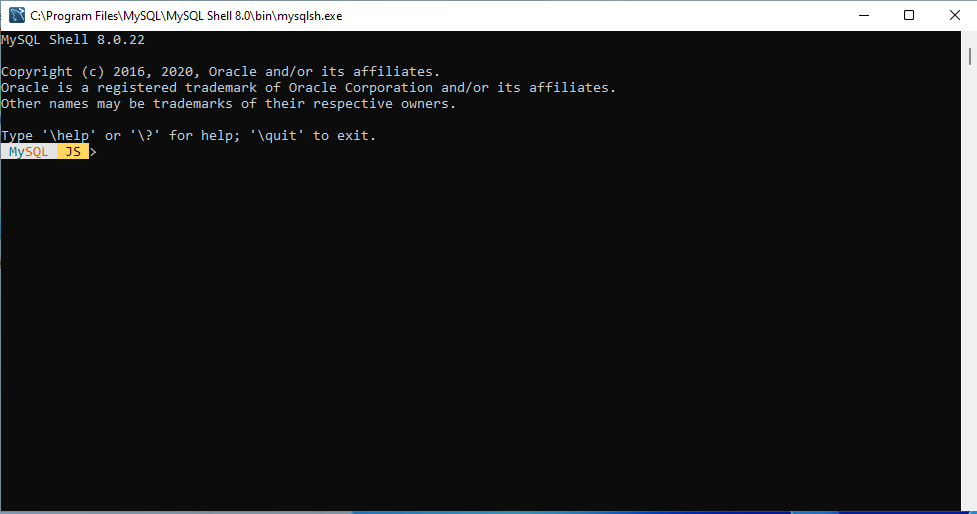 C:\Program Files\MySQL\MySQL Shell 8.0\bin\mysqlsh.exe
MySQL Shell 8.0.22
Copyright (c) 2016, 2020, Oracle and/or its affiliates.
Oracle is a registered trademark of Oracle Corporation and/or its affiliates.
Other names may be trademarks of their respective owners.
Type '\help' or '\?' for help; '\quit' to exit.
MySQL JS >